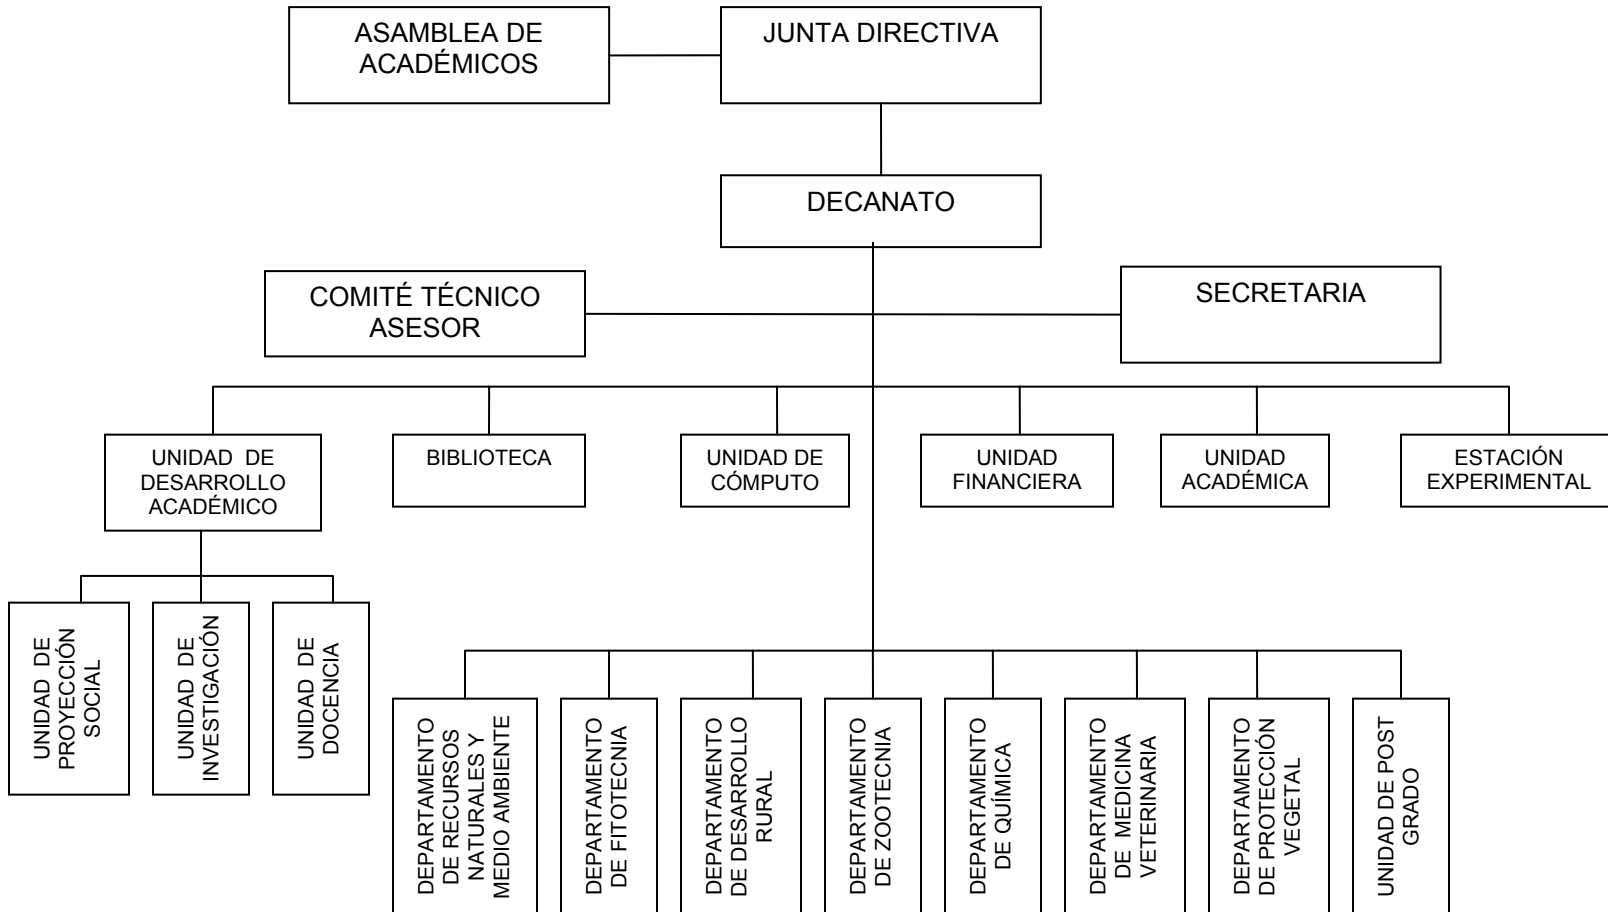 ASAMBLEA DE
ACADÉMICOS
JUNTA DIRECTIVA
DECANATO
COMITÉ TÉCNICO
ASESOR
SECRETARIA
UNIDAD DE
DESARROLLO
ACADÉMICO
BIBLIOTECA
UNIDAD DE
CÓMPUTO
UNIDAD
FINANCIERA
UNIDAD
ACADÉMICA
ESTACIÓN
EXPERIMENTAL
UNIDAD DE
PROYECCIÓN
SOCIAL
UNIDAD DE
INVESTIGACIÓN
UNIDAD DE
DOCENCIA
DEPARTAMENTO
DE RECURSOS
NATURALES Y
MEDIO AMBIENTE
DEPARTAMENTO
DE FITOTECNIA
DEPARTAMENTO
DE DESARROLLO
RURAL
DEPARTAMENTO
DE ZOOTECNIA
DEPARTAMENTO
DE QUÍMICA
DEPARTAMENTO
DE MEDICINA
VETERINARIA
DEPARTAMENTO
DE PROTECCIÓN
VEGETAL
UNIDAD DE POST
GRADO